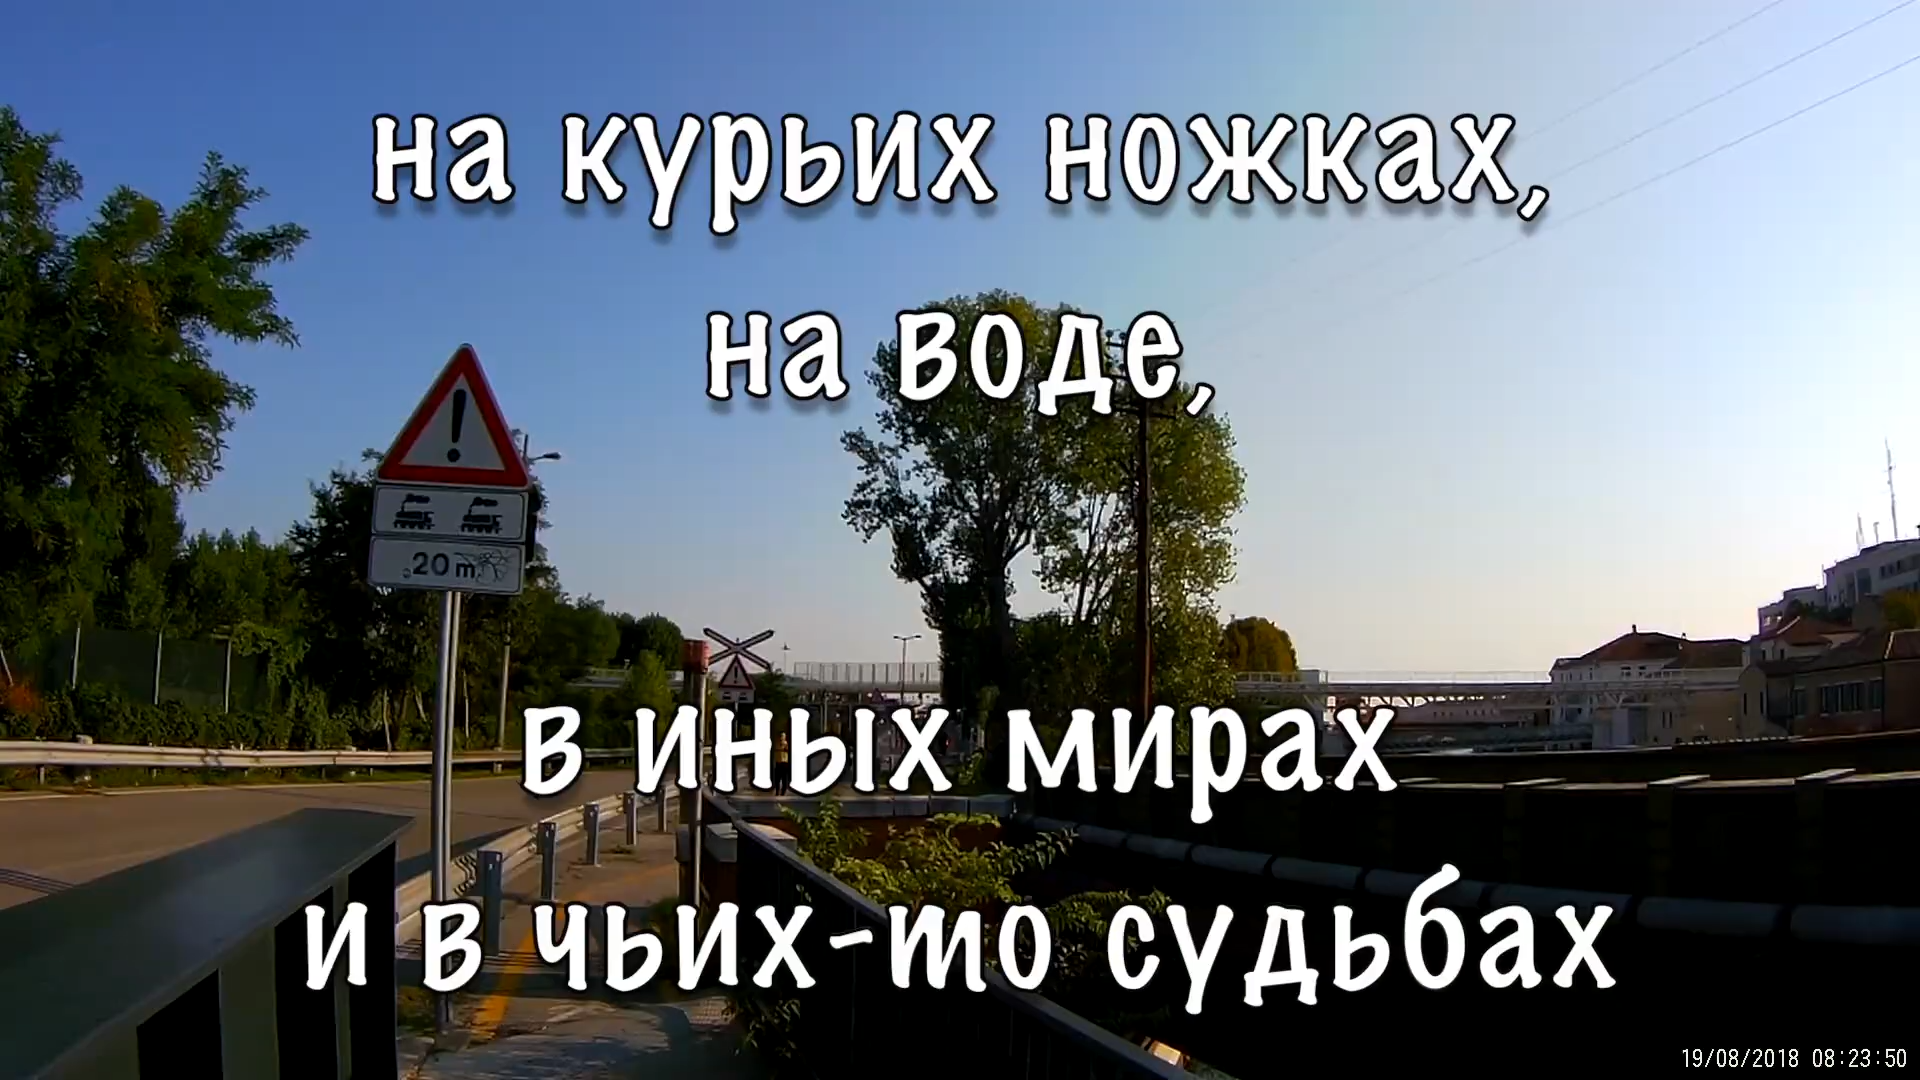 на курьих ножках,
на воде,
в иных мирах
и в чьих-то судьбах
20 m
19/08/2018 08:23:50